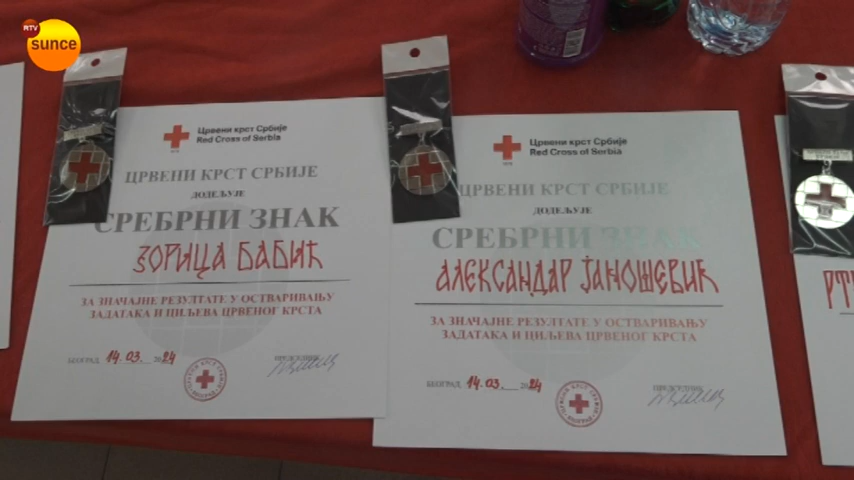 RTV
sunce
Црвени крст Србије
Red Cross of Serbia
ЦРВЕНИ КРСТ СРБИЈЕ
ДОДЕЉУЈЕ
СРЕБРНИ ЗНАК
ЗОРИЦА БАБИЋ
ЗА ЗНАЧАЈНЕ РЕЗУЛТАТЕ У ОСТВАРИВАЊУ
ЗАДАТАКА И ЦИЉЕВА ЦРВЕНОГ КРСТА
БЕОГРАД, 14.03. 2024
ПРЕДСЕДНИК
Црвени крст Србије
Red Cross of Serbia
ЦРВЕНИ КРСТ СРБИЈЕ
ДОДЕЉУЈЕ
СРЕБРНИ ЗНАК
АЛЕКСАНДАР ЈАНОШЕВИЋ
ЗА ЗНАЧАЈНЕ РЕЗУЛТАТЕ У ОСТВАРИВАЊУ
ЗАДАТАКА И ЦИЉЕВА ЦРВЕНОГ КРСТА
БЕОГРАД, 14.03. 2024
ПРЕДСЕДНИК